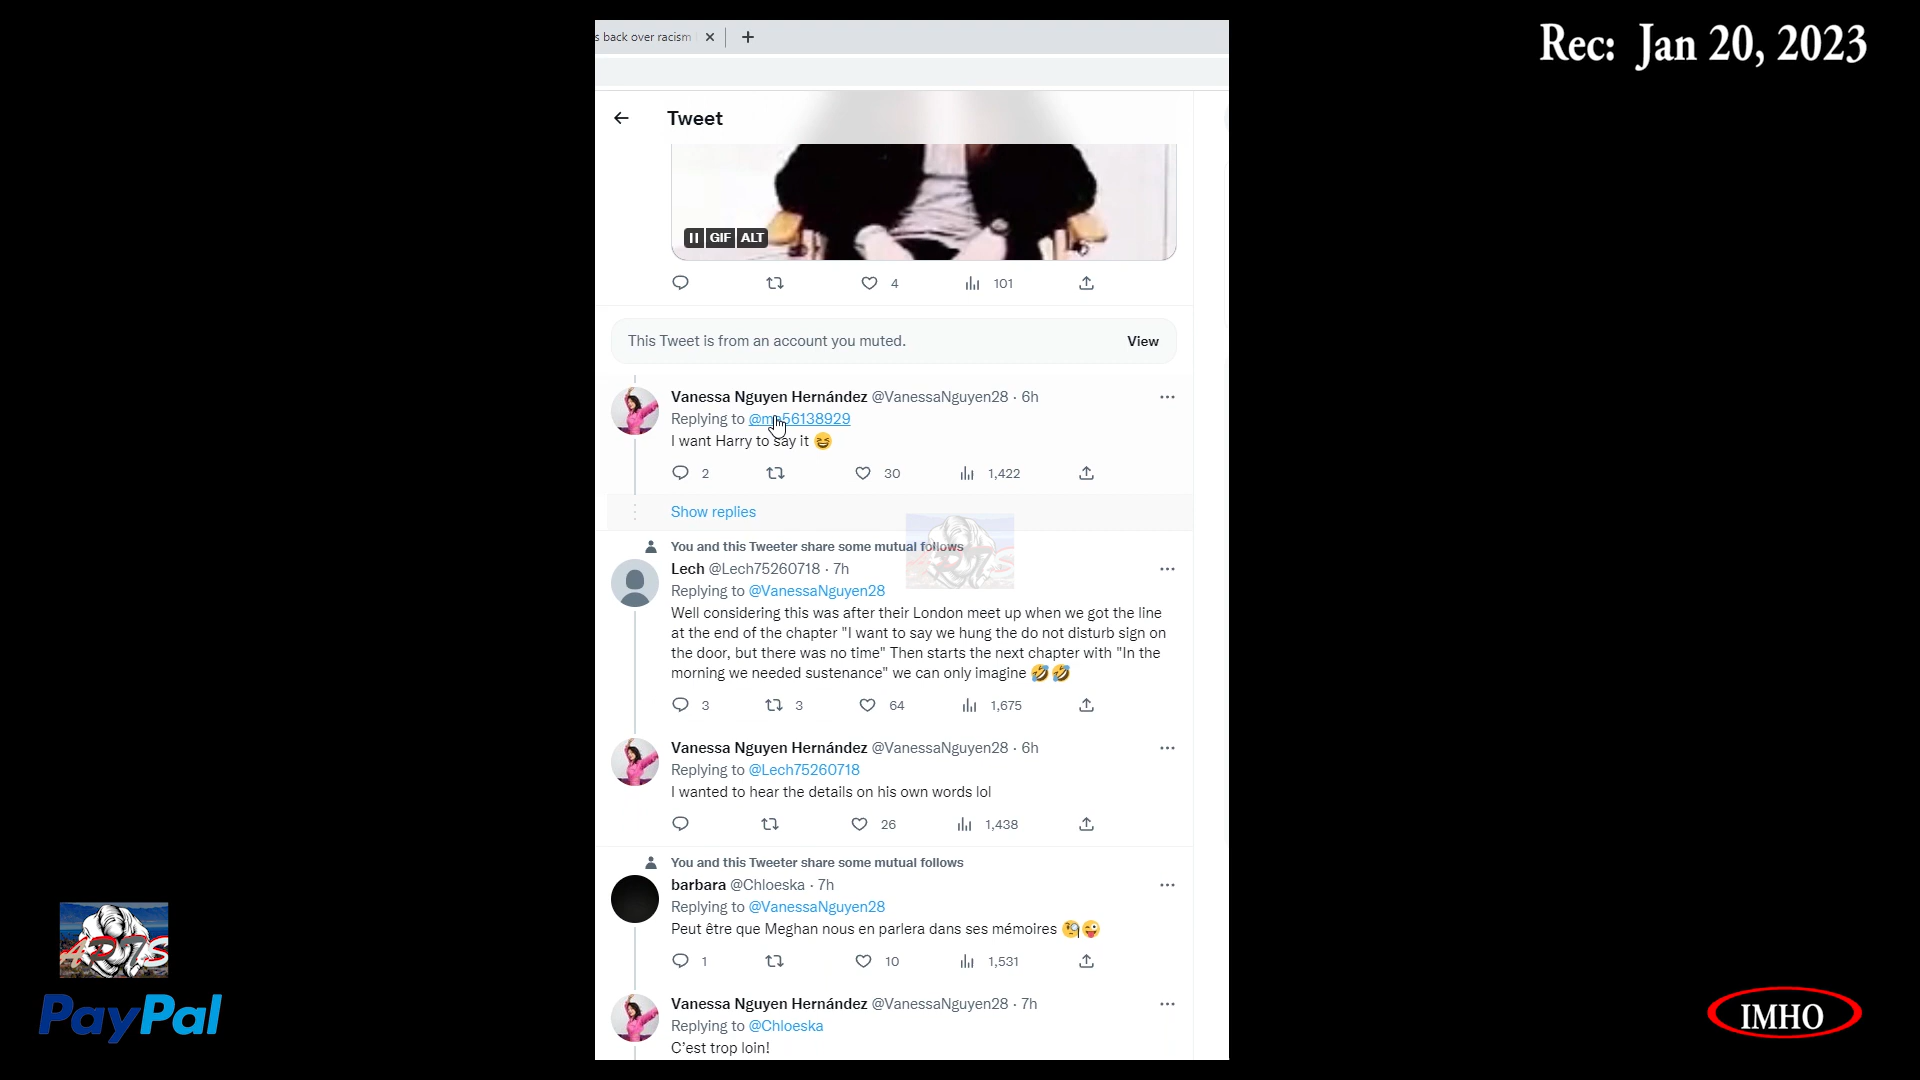 s back over racism
Rec: Jan 20, 2023
Tweet
GIF ALT
4 101
This Tweet is from an account you muted. View
Vanessa Nguyen Hernández @VanessaNguyen28 · 6h
Replying to @mp56138929
I want Harry to say it 😆
2 30 1,422
Show replies
You and this Tweeter share some mutual follows
Lech @Lech75260718 · 7h
Replying to @VanessaNguyen28
Well considering this was after their London meet up when we got the line
at the end of the chapter "I want to say we hung the do not disturb sign on
the door, but there was no time" Then starts the next chapter with "In the
morning we needed sustenance" we can only imagine 🤣🤣
3 3 64 1,675
Vanessa Nguyen Hernández @VanessaNguyen28 · 6h
Replying to @Lech75260718
I wanted to hear the details on his own words lol
26 1,438
You and this Tweeter share some mutual follows
barbara @Chloeska · 7h
Replying to @VanessaNguyen28
Peut être que Meghan nous en parlera dans ses mémoires 🧐😜
1 10 1,531
Vanessa Nguyen Hernández @VanessaNguyen28 · 7h
Replying to @Chloeska
C'est trop loin!
PayPal
IMHO